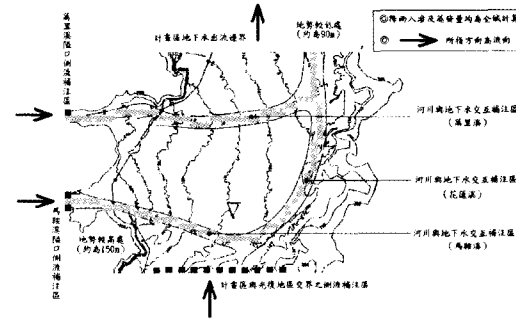 計畫區地下水出流邊界
地勢較低處
(約為90m)
◎降雨入滲及蒸發量均為全域計算
◎ → 所指方向為流向
萬里溪隘口側流補注區
河川與地下水交互補注區
(萬里溪)
河川與地下水交互補注區
(花蓮溪)
河川與地下水交互補注區
(馬鞍溪)
馬鞍溪隘口側流補注區
地勢較高處
(約為150m)
計畫區與光復地區交界之側流補注區